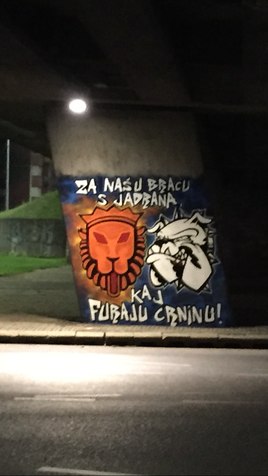 ZA NAŠU BRAĆU
S JADRANA,
KAJ
FURAJU CRNINU!